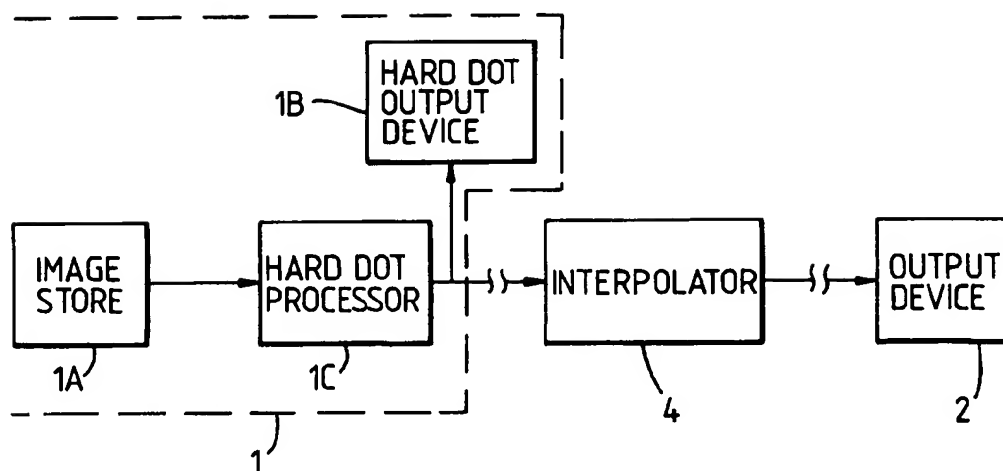 HARD DOT
OUTPUT
DEVICE
1B
IMAGE
STORE
1A
HARD DOT
PROCESSOR
1C
INTERPOLATOR
4
OUTPUT
DEVICE
2
1